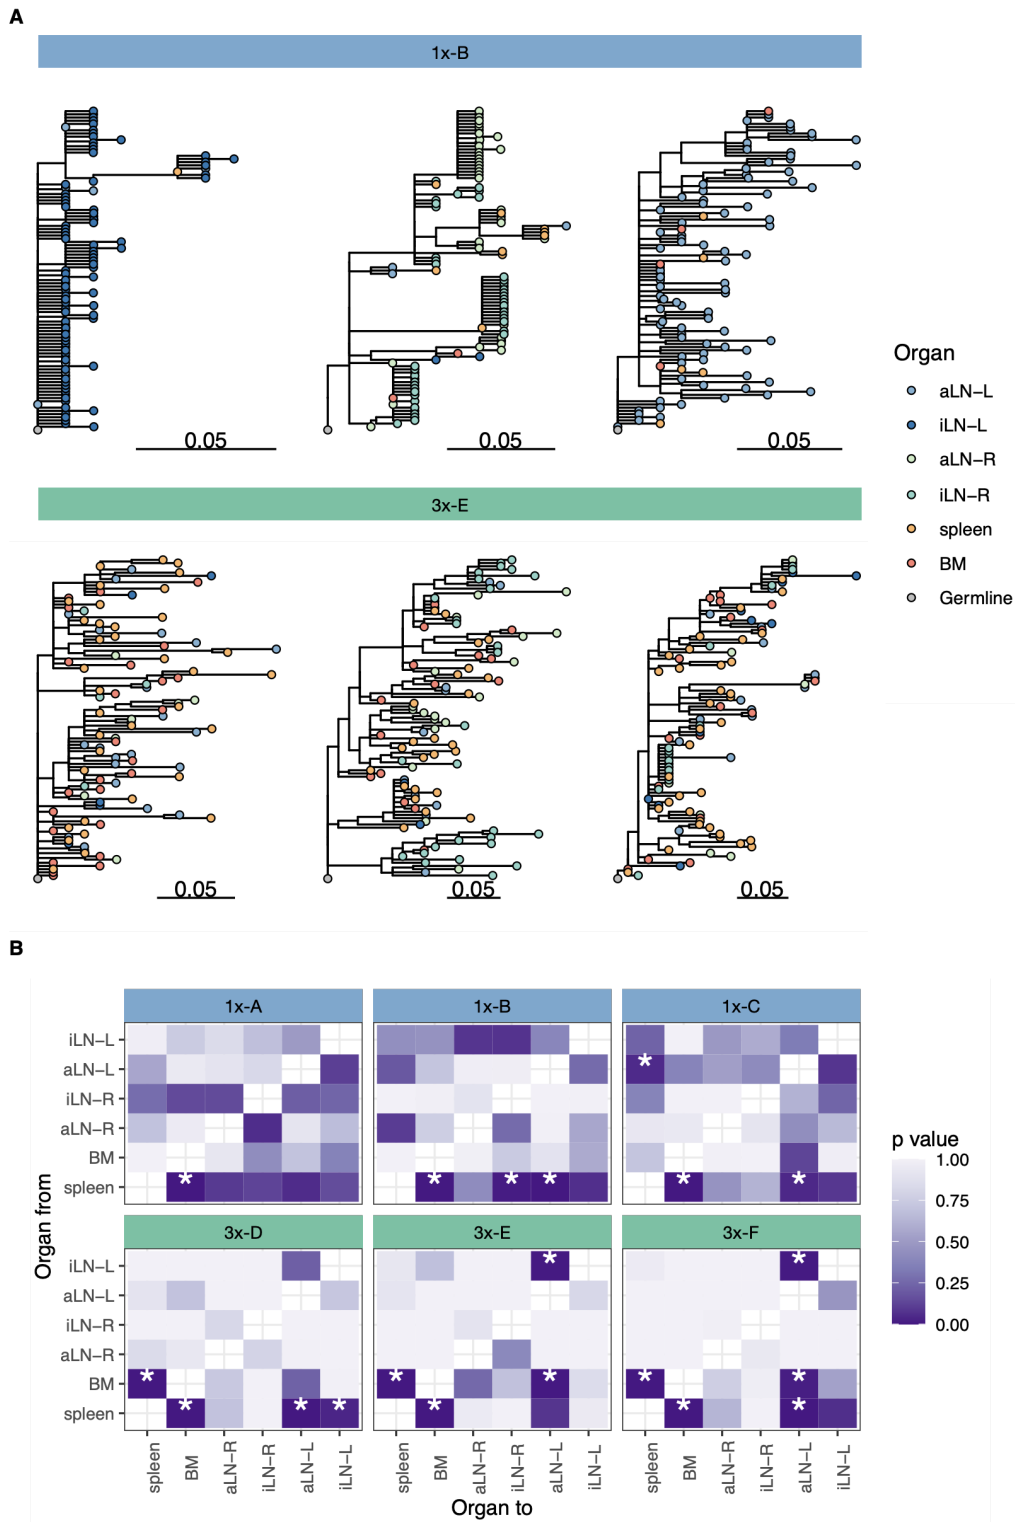 A
1x-B
0.05
0.05
0.05
Organ
aLN−L
iLN−L
aLN−R
iLN−R
spleen
BM
Germline
3x-E
0.05
0.05
0.05
B
1x-A
1x-B
1x-C
iLN−L
aLN−L
iLN−R
aLN−R
BM
spleen
* * * * * * *
3x-D
3x-E
3x-F
iLN−L
aLN−L
iLN−R
aLN−R
BM
spleen
* * * * * * * * * * * * *
Organ from
spleen
BM
aLN−R
iLN−R
aLN−L
iLN−L
spleen
BM
aLN−R
iLN−R
aLN−L
iLN−L
spleen
BM
aLN−R
iLN−R
aLN−L
iLN−L
Organ to
p value
1.00
0.75
0.50
0.25
0.00